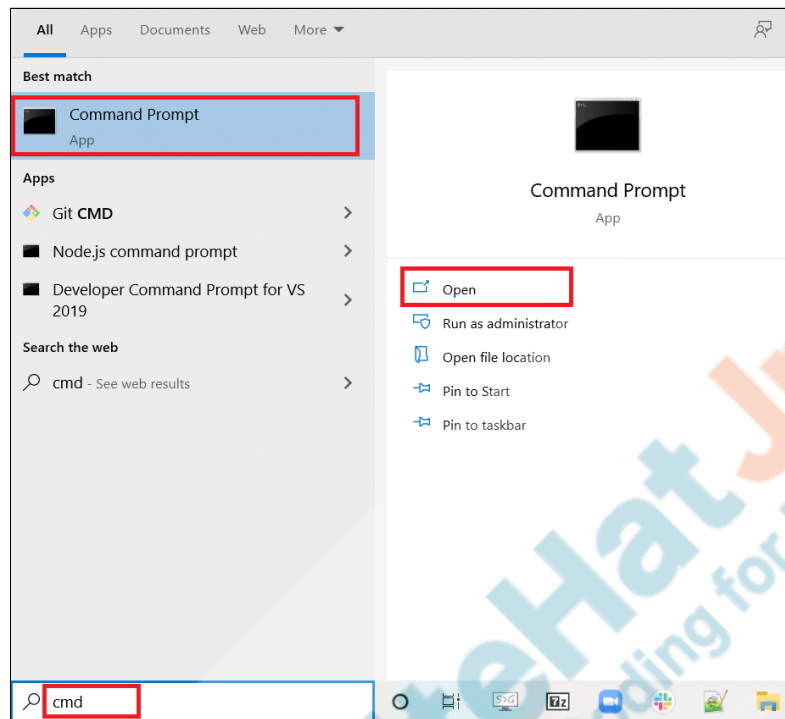 All Apps Documents Web More
Best match
Command Prompt
App
Apps
Git CMD
Node.js command prompt
Developer Command Prompt for VS
2019
Search the web
cmd - See web results
cmd
Command Prompt
App
Open
Run as administrator
Open file location
Pin to Start
Pin to taskbar